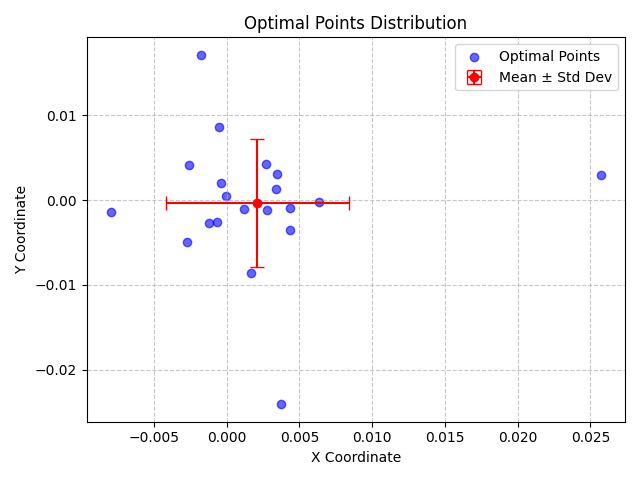 Optimal Points Distribution
Optimal Points
Mean ± Std Dev
Y Coordinate
0.01
0.00
−0.01
−0.02
−0.005
0.000
0.005
0.010
0.015
0.020
0.025
X Coordinate